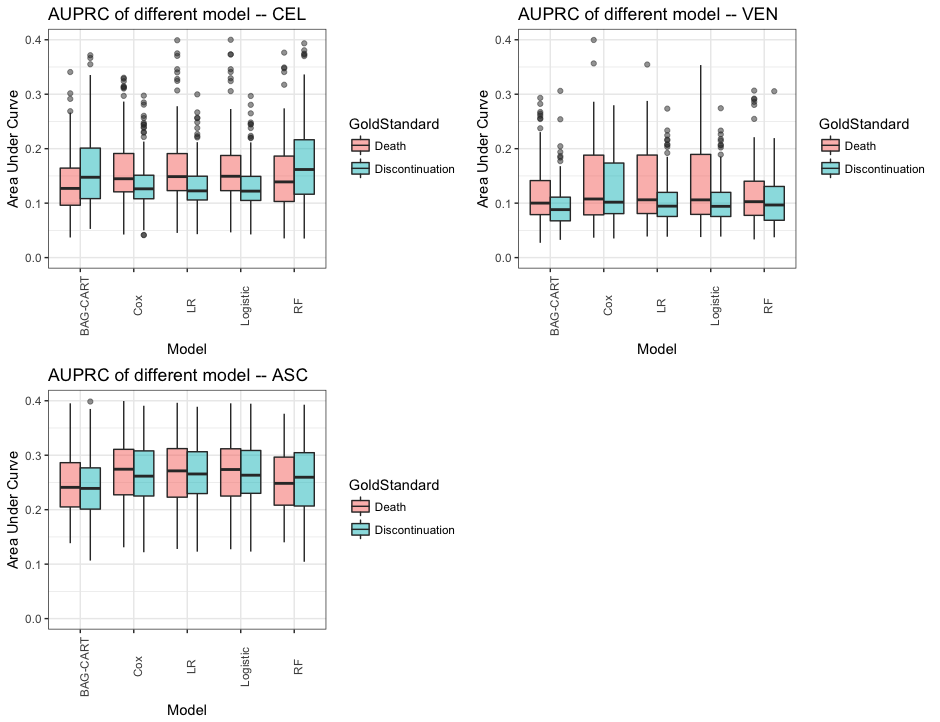 AUPRC of different model -- CEL
Area Under Curve
0.4
0.3
0.2
0.1
0.0
BAG-CART
Cox
LR
Logistic
RF
Model
GoldStandard
Death
Discontinuation
AUPRC of different model -- VEN
Area Under Curve
0.4
0.3
0.2
0.1
0.0
BAG-CART
Cox
LR
Logistic
RF
Model
GoldStandard
Death
Discontinuation
AUPRC of different model -- ASC
Area Under Curve
0.4
0.3
0.2
0.1
0.0
BAG-CART
Cox
LR
Logistic
RF
Model
GoldStandard
Death
Discontinuation